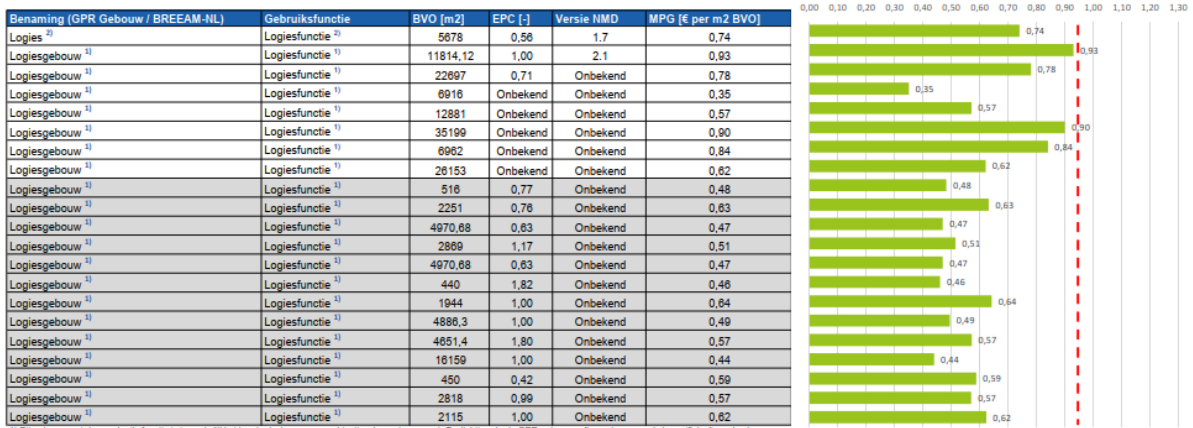 Benaming (GPR Gebouw / BREEAM-NL) Gebruiksfunctie BVO [m2] EPC [-] Versie NMD MPG [€ per m2 BVO]
Logies 2) Logiesfunctie 2) 5678 0,56 1.7 0,74
Logiesgebouw 1) Logiesfunctie 1) 11814,12 1,00 2.1 0,93
Logiesgebouw 1) Logiesfunctie 1) 22697 0,71 Onbekend 0,78
Logiesgebouw 1) Logiesfunctie 1) 6916 Onbekend Onbekend 0,35
Logiesgebouw 1) Logiesfunctie 1) 12881 Onbekend Onbekend 0,57
Logiesgebouw 1) Logiesfunctie 1) 35199 Onbekend Onbekend 0,90
Logiesgebouw 1) Logiesfunctie 1) 6962 Onbekend Onbekend 0,84
Logiesgebouw 1) Logiesfunctie 1) 26153 Onbekend Onbekend 0,62
Logiesgebouw 1) Logiesfunctie 1) 516 0,77 Onbekend 0,48
Logiesgebouw 1) Logiesfunctie 1) 2251 0,76 Onbekend 0,63
Logiesgebouw 1) Logiesfunctie 1) 4970,68 0,63 Onbekend 0,47
Logiesgebouw 1) Logiesfunctie 1) 2869 1,17 Onbekend 0,51
Logiesgebouw 1) Logiesfunctie 1) 4970,68 0,63 Onbekend 0,47
Logiesgebouw 1) Logiesfunctie 1) 440 1,82 Onbekend 0,46
Logiesgebouw 1) Logiesfunctie 1) 1944 1,00 Onbekend 0,64
Logiesgebouw 1) Logiesfunctie 1) 4886,3 1,00 Onbekend 0,49
Logiesgebouw 1) Logiesfunctie 1) 4651,4 1,80 Onbekend 0,57
Logiesgebouw 1) Logiesfunctie 1) 16159 1,00 Onbekend 0,44
Logiesgebouw 1) Logiesfunctie 1) 450 0,42 Onbekend 0,59
Logiesgebouw 1) Logiesfunctie 1) 2818 0,99 Onbekend 0,57
Logiesgebouw 1) Logiesfunctie 1) 2115 1,00 Onbekend 0,62
0,00 0,10 0,20 0,30 0,40 0,50 0,60 0,70 0,80 0,90 1,00 1,10 1,20 1,30
0,74
0,93
0,78
0,35
0,57
0,90
0,84
0,62
0,48
0,63
0,47
0,51
0,47
0,46
0,64
0,49
0,57
0,44
0,59
0,57
0,62